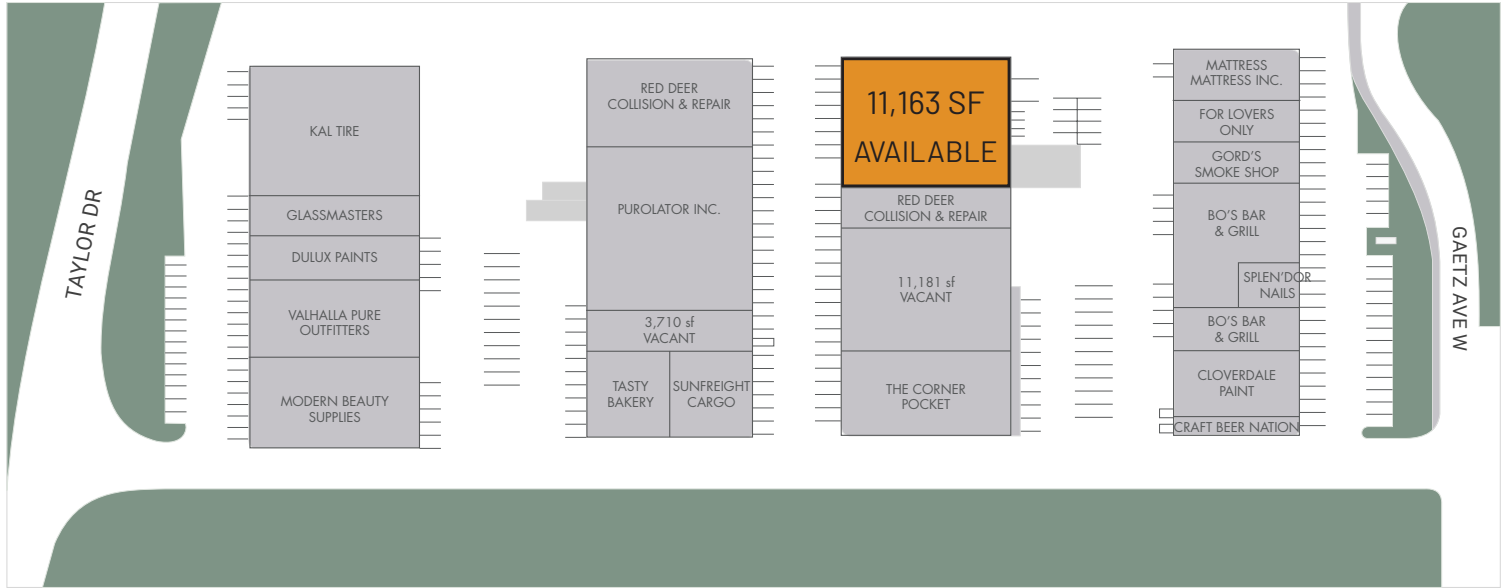 TAYLOR DR
KAL TIRE
GLASSMASTERS
DULUX PAINTS
VALHALLA PURE
OUTFITTERS
MODERN BEAUTY
SUPPLIES
RED DEER
COLLISION & REPAIR
PUROLATOR INC.
3,710 sf
VACANT
TASTY
BAKERY
SUNFREIGHT
CARGO
11,163 SF
AVAILABLE
RED DEER
COLLISION & REPAIR
11,181 sf
VACANT
THE CORNER
POCKET
MATTRESS
MATTRESS INC.
FOR LOVERS
ONLY
GORD'S
SMOKE SHOP
BO'S BAR
& GRILL
SPLEN'DOR
NAILS
BO'S BAR
& GRILL
CLOVERDALE
PAINT
CRAFT BEER NATION
GAETZ AVE W